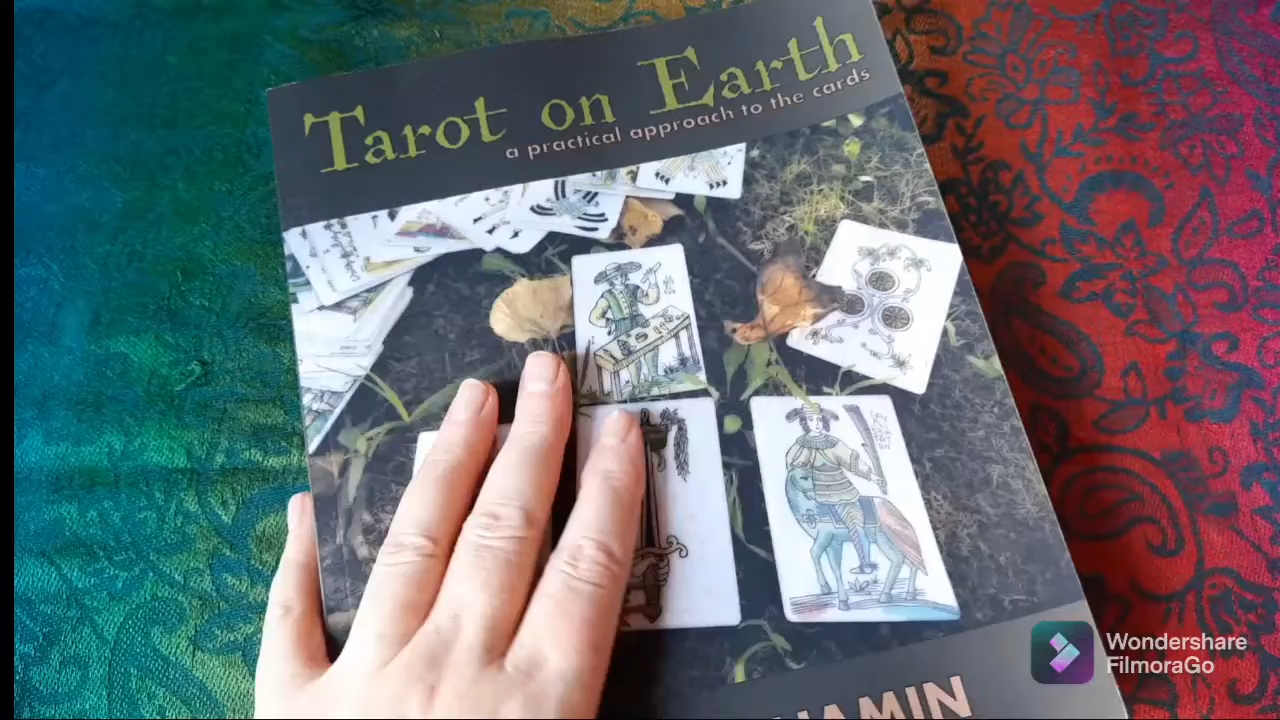 Tarot on Earth
a practical approach to the cards
Wondershare
FilmoraGo